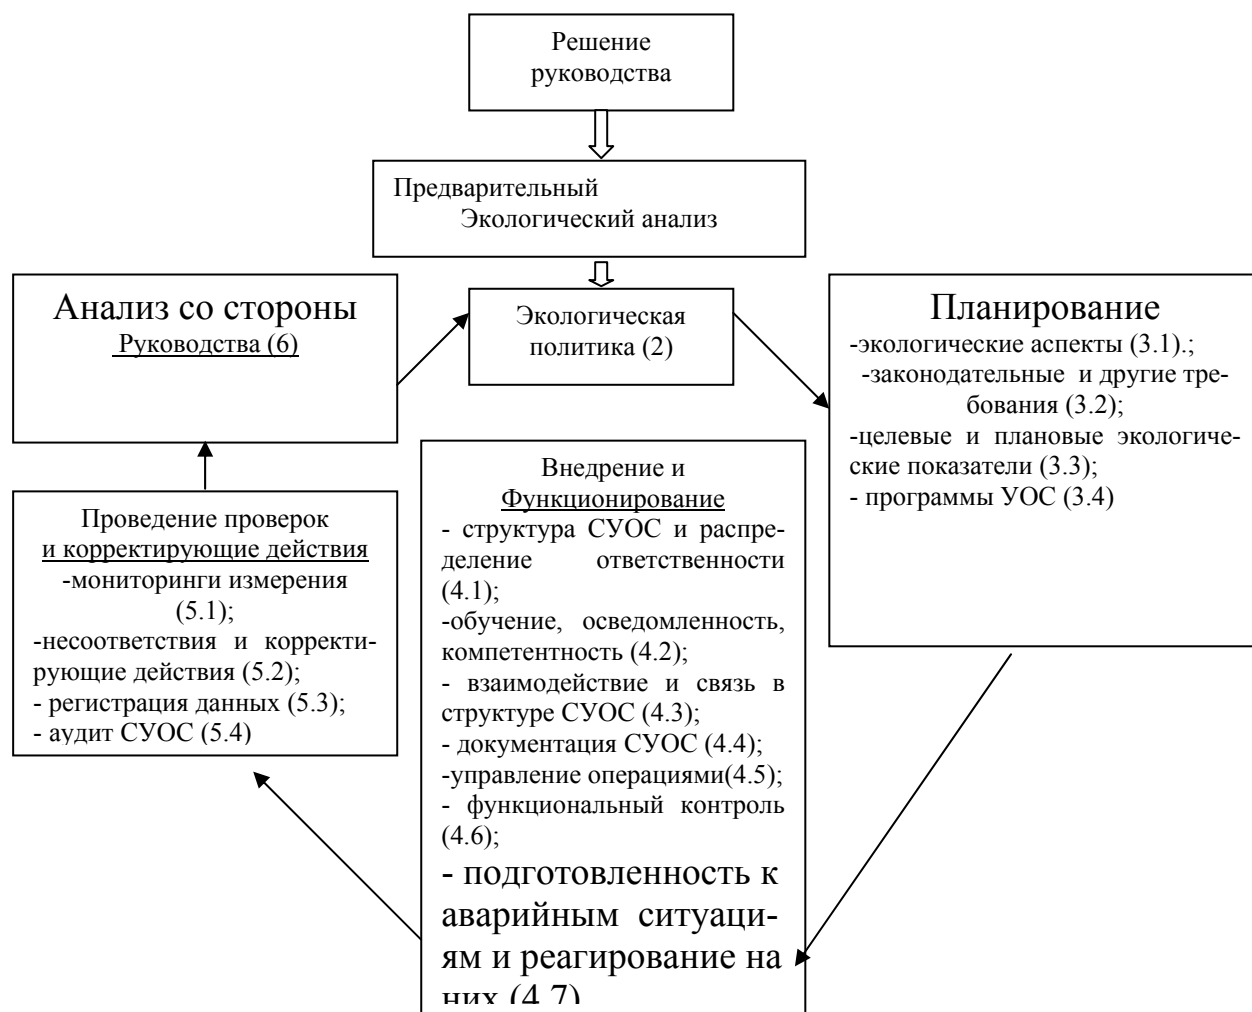 Решение
руководства
Предварительный
Экологический анализ
Анализ со стороны
Руководства (6)
Экологическая
политика (2)
Планирование
-экологические аспекты (3.1).;
-законодательные и другие тре-
бования (3.2);
-целевые и плановые экологиче-
ские показатели (3.3);
- программы УОС (3.4)
Внедрение и
Функционирование
- структура СУОС и распре-
деление ответственности
(4.1);
-обучение, осведомленность,
компетентность (4.2);
- взаимодействие и связь в
структуре СУОС (4.3);
- документация СУОС (4.4);
-управление операциями(4.5);
- функциональный контроль
(4.6);
- подготовленность к
аварийным ситуаци-
ям и реагирование на
них (4.7)
Проведение проверок
и корректирующие действия
-мониторинги измерения
(5.1);
-несоответствия и корректи-
рующие действия (5.2);
- регистрация данных (5.3);
- аудит СУОС (5.4)